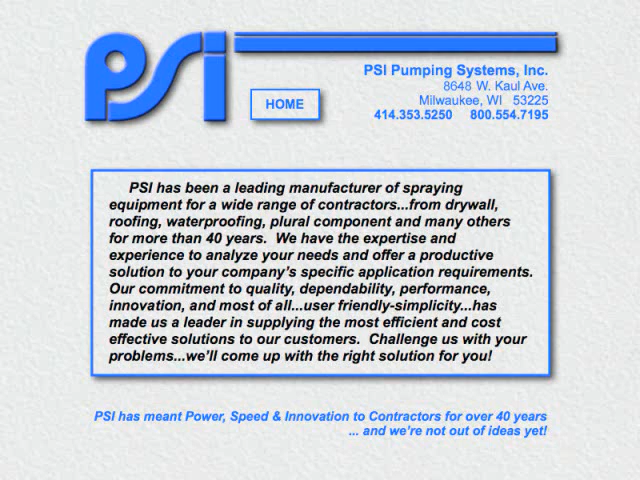 PSI
PSI Pumping Systems, Inc.
8648 W. Kaul Ave.
HOME
Milwaukee, WI 53225
414.353.5250 800.554.7195
PSI has been a leading manufacturer of spraying
equipment for a wide range of contractors...from drywall,
roofing, waterproofing, plural component and many others
for more than 40 years. We have the expertise and
experience to analyze your needs and offer a productive
solution to your company's specific application requirements.
Our commitment to quality, dependability, performance,
innovation, and most of all...user friendly-simplicity...has
made us a leader in supplying the most efficient and cost
effective solutions to our customers. Challenge us with your
problems...we'll come up with the right solution for you!
PSI has meant Power, Speed & Innovation to Contractors for over 40 years
... and we're not out of ideas yet!